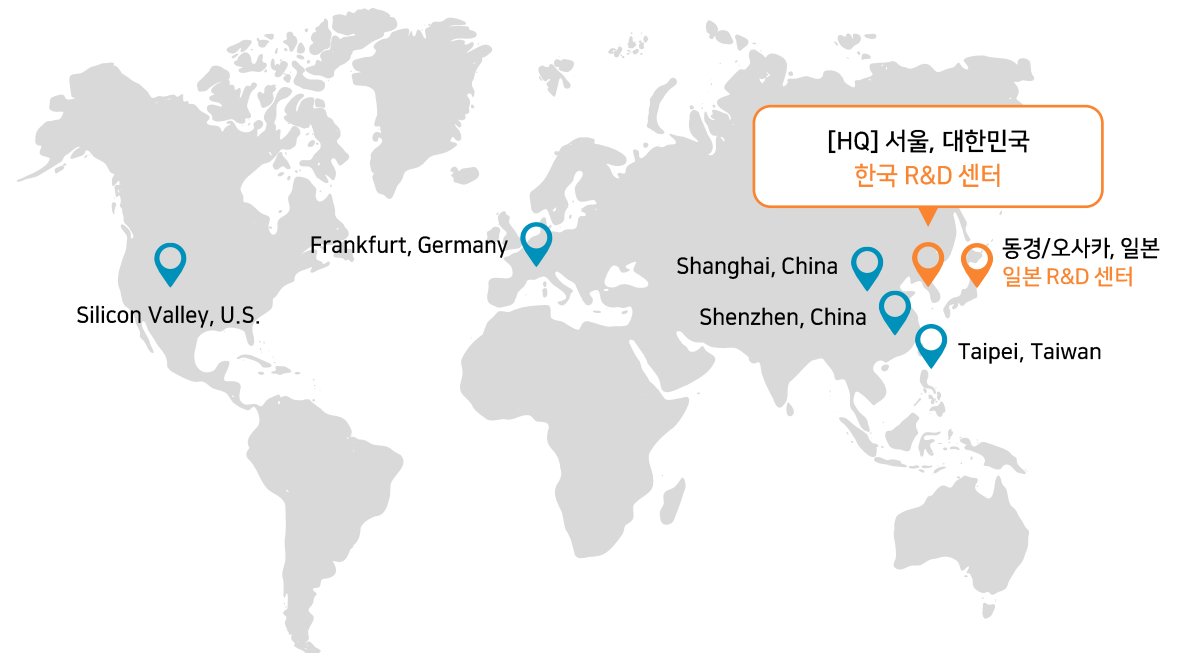 [HQ] 서울, 대한민국
한국 R&D 센터
Frankfurt, Germany
동경/오사카, 일본
일본 R&D 센터
Shanghai, China
Silicon Valley, U.S.
Shenzhen, China
Taipei, Taiwan